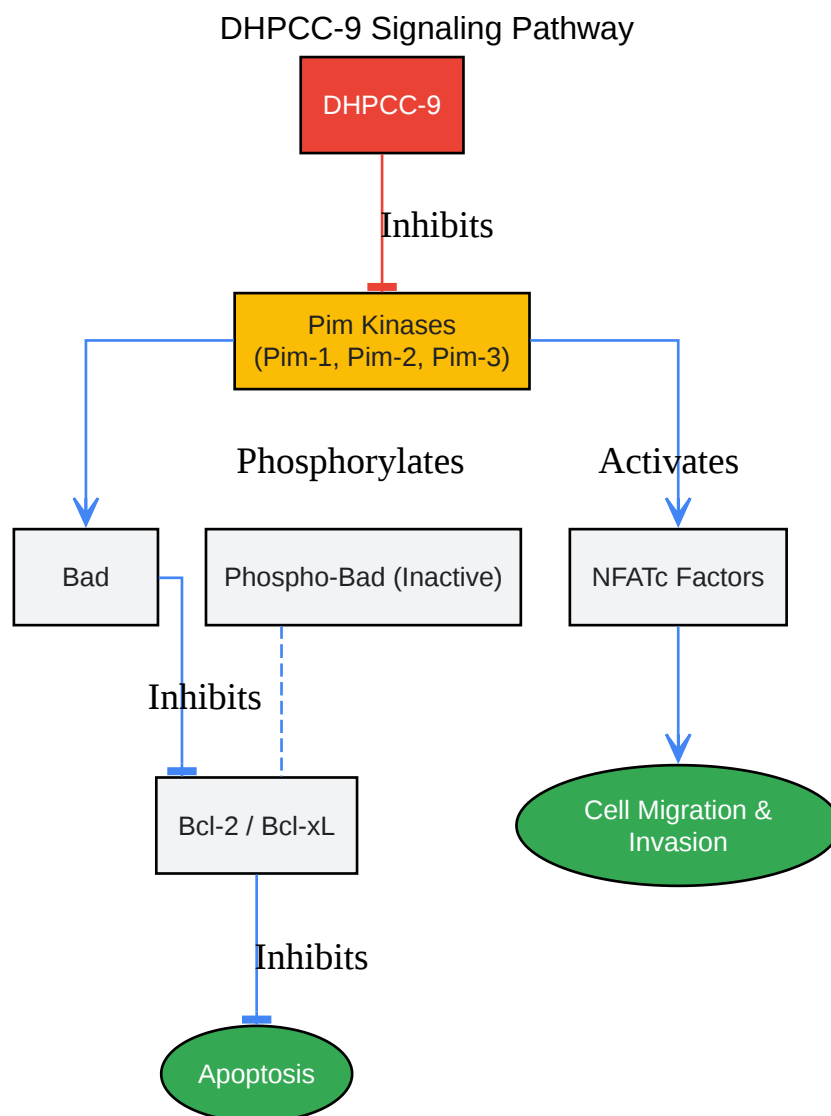 DHPCC-9 Signaling Pathway
DHPCC-9
Inhibits
Pim Kinases
(Pim-1, Pim-2, Pim-3)
Phosphorylates
Activates
Bad
Phospho-Bad (Inactive)
NFATc Factors
Inhibits
Bcl-2 / Bcl-xL
Cell Migration &
Invasion
Inhibits
Apoptosis